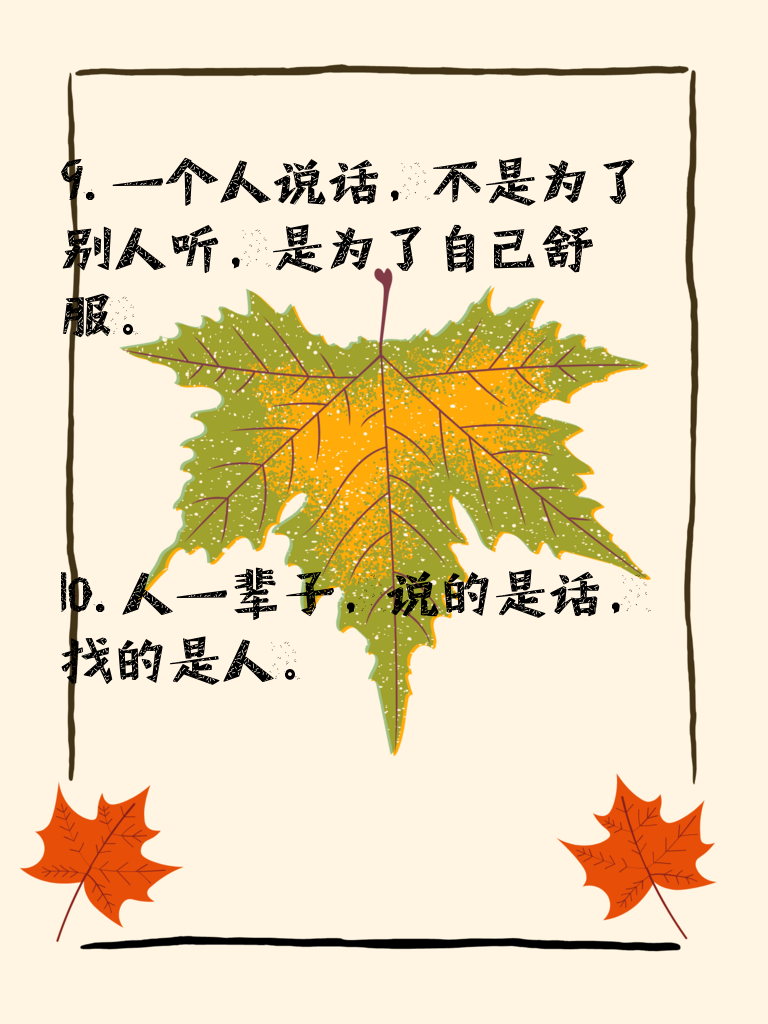 9. 一个人说话，不是为了
别人听，是为了自己舒
服。
10. 人一辈子，说的是话，
找的是人。